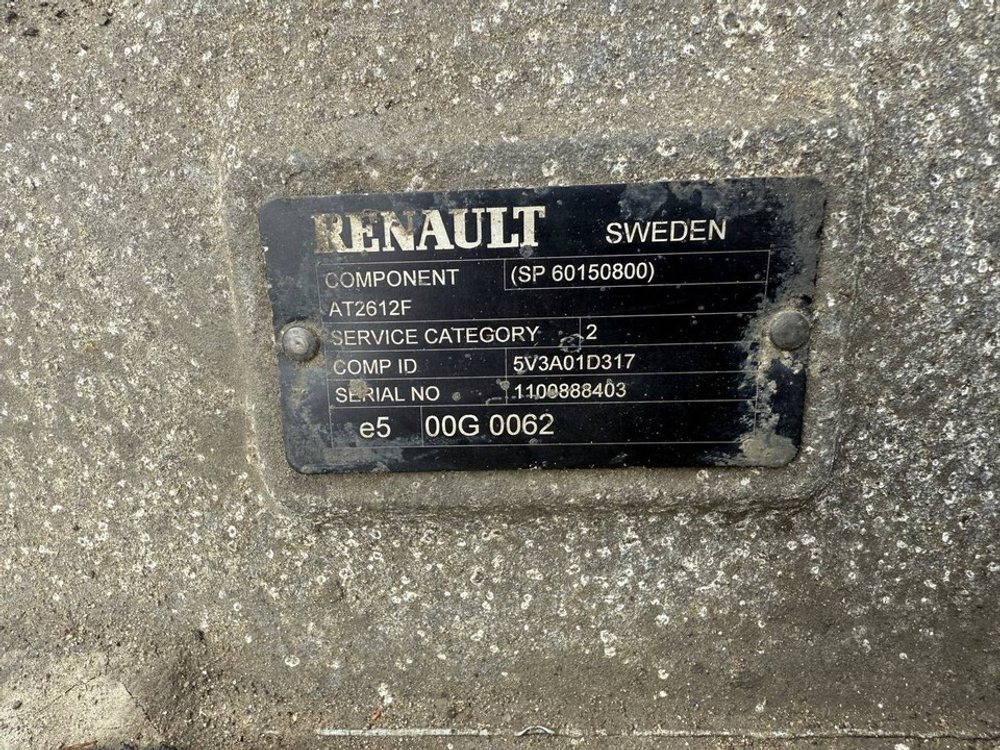 RENAULT SWEDEN
COMPONENT (SP 60150800)
AT2612F
SERVICE CATEGORY 2
COMP ID 5V3A01D317
SERIAL NO 1100888403
e5 00G 0062